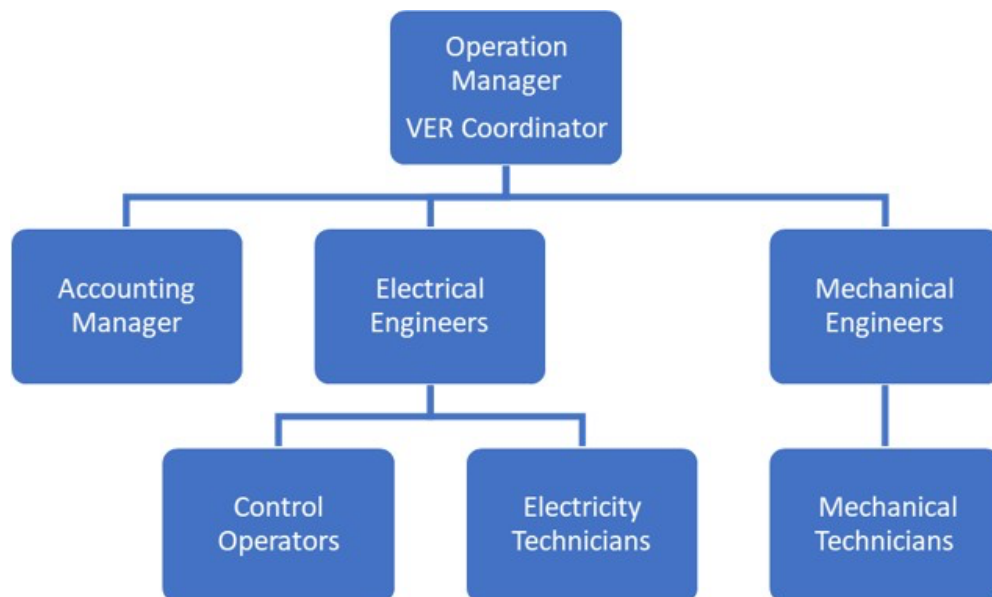 Operation
Manager
VER Coordinator
Accounting
Manager
Electrical
Engineers
Mechanical
Engineers
Control
Operators
Electricity
Technicians
Mechanical
Technicians